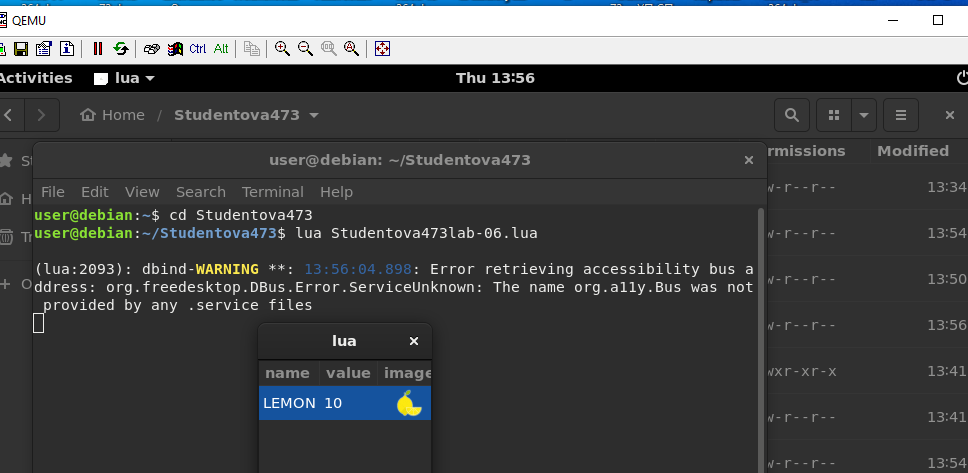 QEMU
Ctrl Alt
Activities lua Thu 13:56
Home / Studentova473
user@debian: ~/Studentova473
rmissions Modified
File Edit View Search Terminal Help
user@debian:~$ cd Studentova473
user@debian:~/Studentova473$ lua Studentova473lab-06.lua
(lua:2093): dbind-WARNING **: 13:56:04.898: Error retrieving accessibility bus a
ddress: org.freedesktop.DBus.Error.ServiceUnknown: The name org.a11y.Bus was not
provided by any .service files
lua
name value image
LEMON 10
w-r--r-- 13:34
w-r--r-- 13:54
w-r--r-- 13:50
w-r--r-- 13:56
wxr-xr-x 13:41
w-r--r-- 13:41
w-r--r-- 13:54